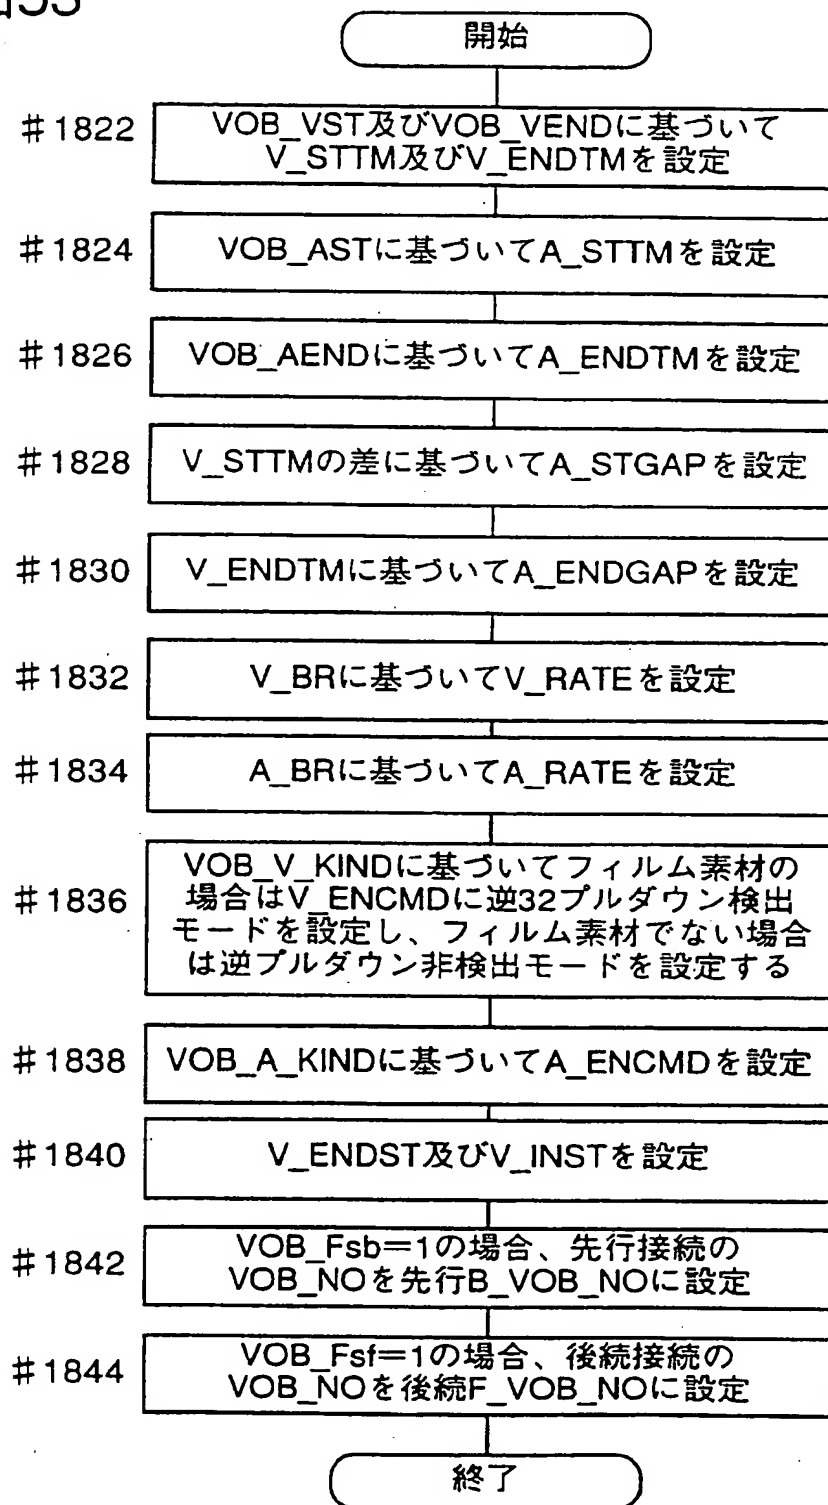 開始
#1822
VOB_VST及びVOB_VENDに基づいて
V_STTM及びV_ENDTMを設定
#1824
VOB_ASTに基づいてA_STTMを設定
#1826
VOB_AENDに基づいてA_ENDTMを設定
#1828
V_STTMの差に基づいてA_STGAPを設定
#1830
V_ENDTMに基づいてA_ENDGAPを設定
#1832
V_BRに基づいてV_RATEを設定
#1834
A_BRに基づいてA_RATEを設定
#1836
VOB_V_KINDに基づいてフィルム素材の
場合はV_ENCMDに逆32プルダウン検出
モードを設定し、フィルム素材でない場合
は逆プルダウン非検出モードを設定する
#1838
VOB_A_KINDに基づいてA_ENCMDを設定
#1840
V_ENDST及びV_INSTを設定
#1842
VOB_Fsb=1の場合、先行接続の
VOB_NOを先行B_VOB_NOに設定
#1844
VOB_Fsf=1の場合、後続接続の
VOB_NOを後続F_VOB_NOに設定
終了